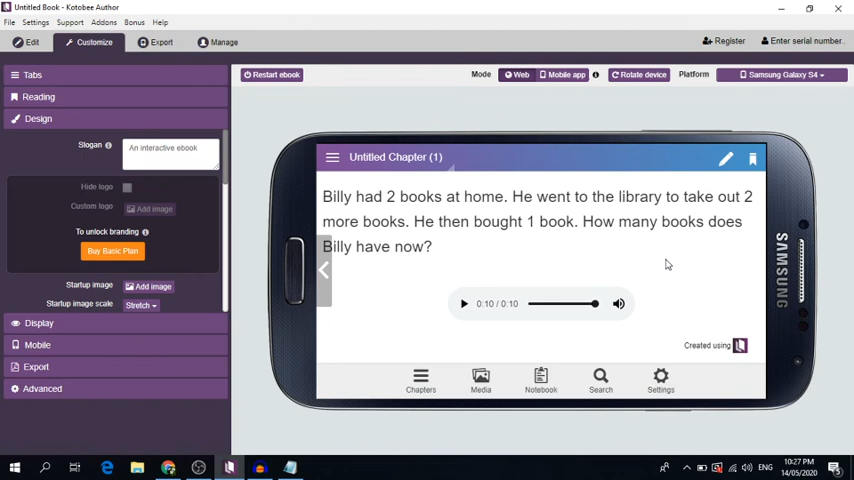 Untitled Book - Kotobee Author
File Settings Support Addons Bonus Help
Edit Customize Export Manage Register Enter serial number..
Tabs
Restart ebook Mode Web Mobile app Rotate device Platform Samsung Galaxy S4
Reading
Design
Slogan An interactive ebook
Hide logo
Custom logo Add image
To unlock branding
Buy Basic Plan
Startup image Add image
Startup image scale Stretch
Display
Mobile
Export
Advanced
Untitled Chapter (1)
Billy had 2 books at home. He went to the library to take out 2
more books. He then bought 1 book. How many books does
Billy have now?
0:10 / 0:10
Created using
Chapters Media Notebook Search Settings
SAMSUNG
ENG
10:27 PM
14/05/2020